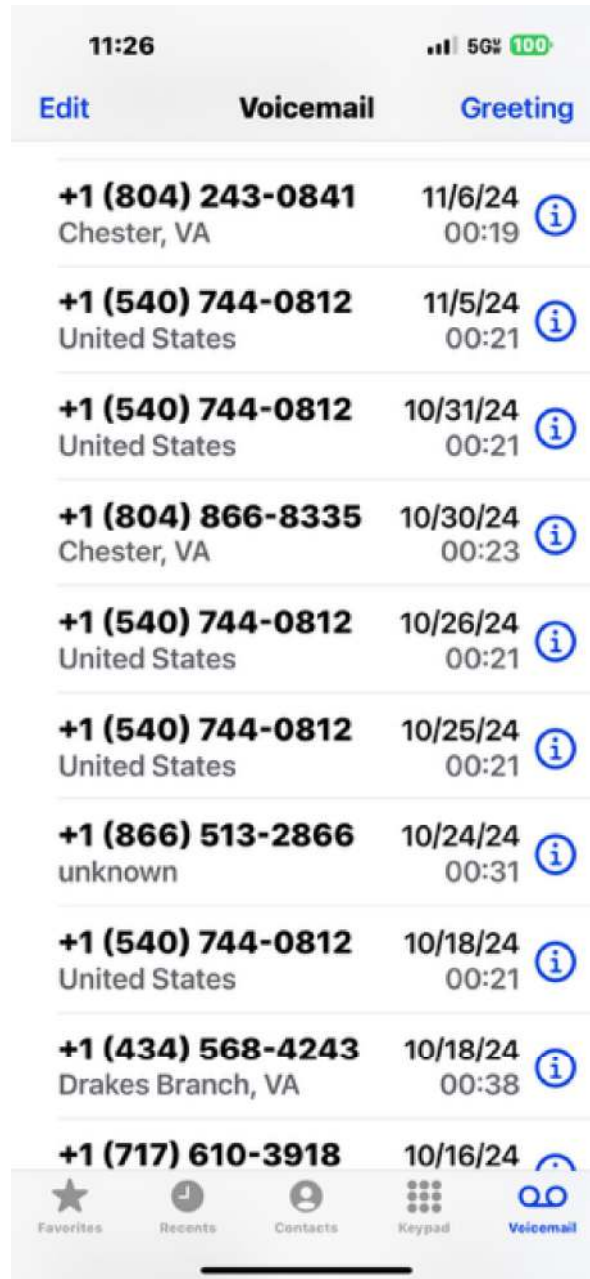 11:26 5G 100
Edit Voicemail Greeting
+1 (804) 243-0841 11/6/24
Chester, VA 00:19
+1 (540) 744-0812 11/5/24
United States 00:21
+1 (540) 744-0812 10/31/24
United States 00:21
+1 (804) 866-8335 10/30/24
Chester, VA 00:23
+1 (540) 744-0812 10/26/24
United States 00:21
+1 (540) 744-0812 10/25/24
United States 00:21
+1 (866) 513-2866 10/24/24
unknown 00:31
+1 (540) 744-0812 10/18/24
United States 00:21
+1 (434) 568-4243 10/18/24
Drakes Branch, VA 00:38
+1 (717) 610-3918 10/16/24
Favorites Recents Contacts Keypad Voicemail